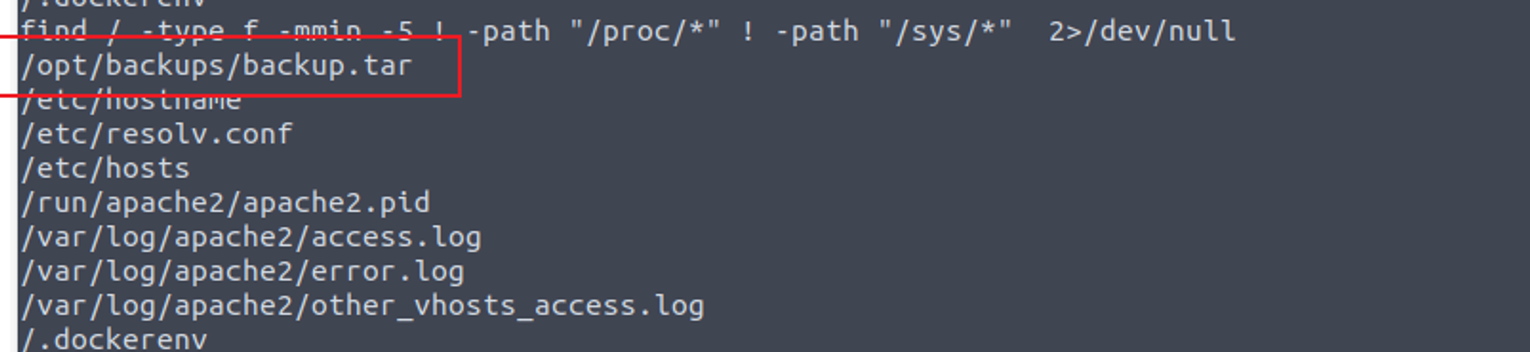 /.dockerenv
find / -type f -mmin -5 ! -path "/proc/*" ! -path "/sys/*"  2>/dev/null
/opt/backups/backup.tar
/etc/hostname
/etc/resolv.conf
/etc/hosts
/run/apache2/apache2.pid
/var/log/apache2/access.log
/var/log/apache2/error.log
/var/log/apache2/other_vhosts_access.log
/.dockerenv